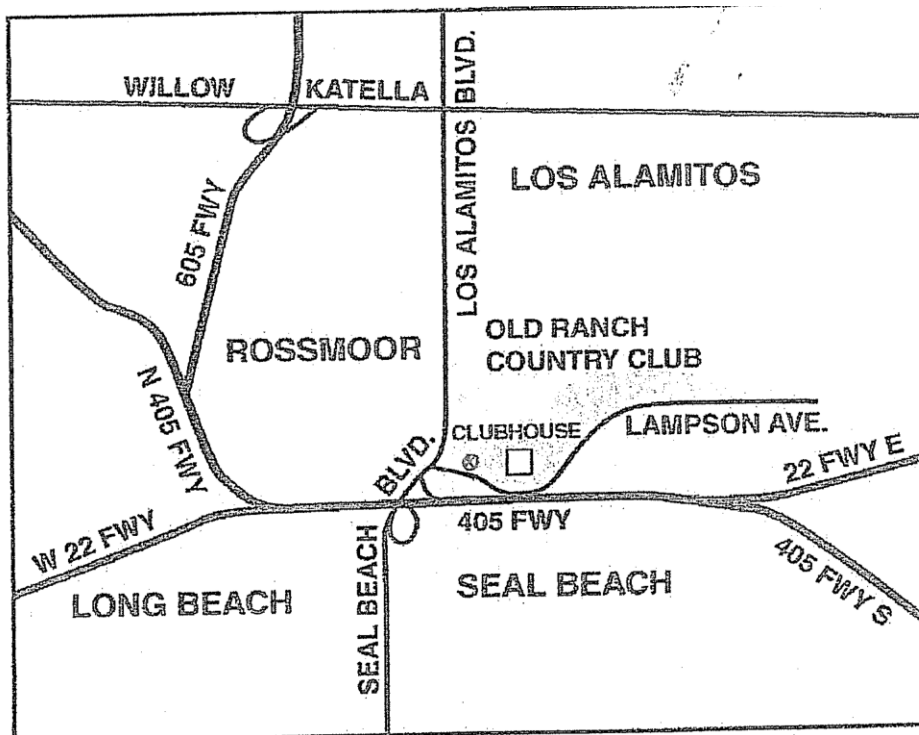 WILLOW
KATELLA
LOS ALAMITOS BLVD.
LOS ALAMITOS
605 FWY
ROSSMOOR
OLD RANCH
COUNTRY CLUB
N 405 FWY
CLUBHOUSE
LAMPSON AVE.
BLVD.
22 FWY E
405 FWY
W 22 FWY
SEAL BEACH
405 FWY S
LONG BEACH
SEAL BEACH